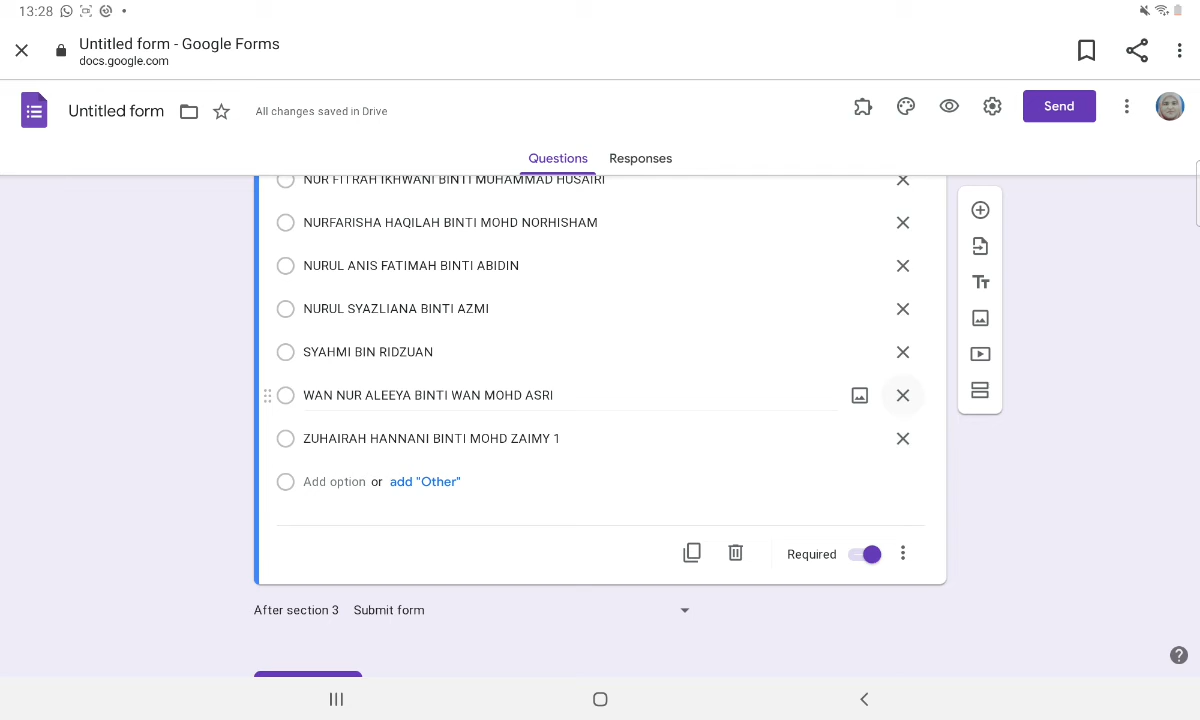 13:28
Untitled form - Google Forms
docs.google.com
Untitled form
All changes saved in Drive
Send
Questions
Responses
NUR FITRAH IKHWANI BINTI MUHAMMAD HUSAIRI
NURFARISHA HAQILAH BINTI MOHD NORHISHAM
NURUL ANIS FATIMAH BINTI ABIDIN
NURUL SYAZLIANA BINTI AZMI
SYAHMI BIN RIDZUAN
WAN NUR ALEEYA BINTI WAN MOHD ASRI
ZUHAIRAH HANNANI BINTI MOHD ZAIMY 1
Add option or add "Other"
Required
After section 3 Submit form